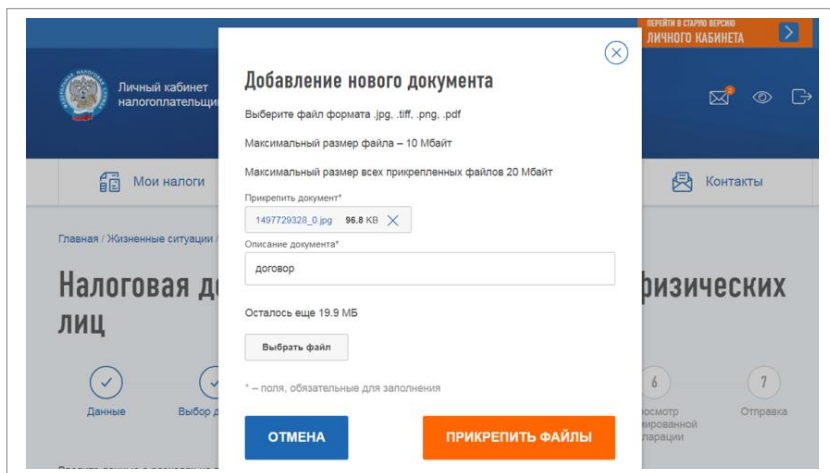 ПЕРЕЙТИ В СТАРУЮ ВЕРСИЮ
ЛИЧНОГО КАБИНЕТА
Личный кабинет
налогоплательщи
2
Добавление нового документа
Выберите файл формата .jpg, .tiff, .png, .pdf
Максимальный размер файла – 10 Мбайт
Максимальный размер всех прикрепленных файлов 20 Мбайт
Прикрепить документ*
1497729328_0.jpg 96.8 KB
Описание документа*
договор
Осталось еще 19.9 МБ
Выбрать файл
* – поля, обязательные для заполнения
ОТМЕНА
ПРИКРЕПИТЬ ФАЙЛЫ
Мои налоги
Контакты
Главная / Жизненные ситуации /
Налоговая д
физических
лиц
Данные
Выбор д
6
осмотр
мированной
ларации
7
Отправка